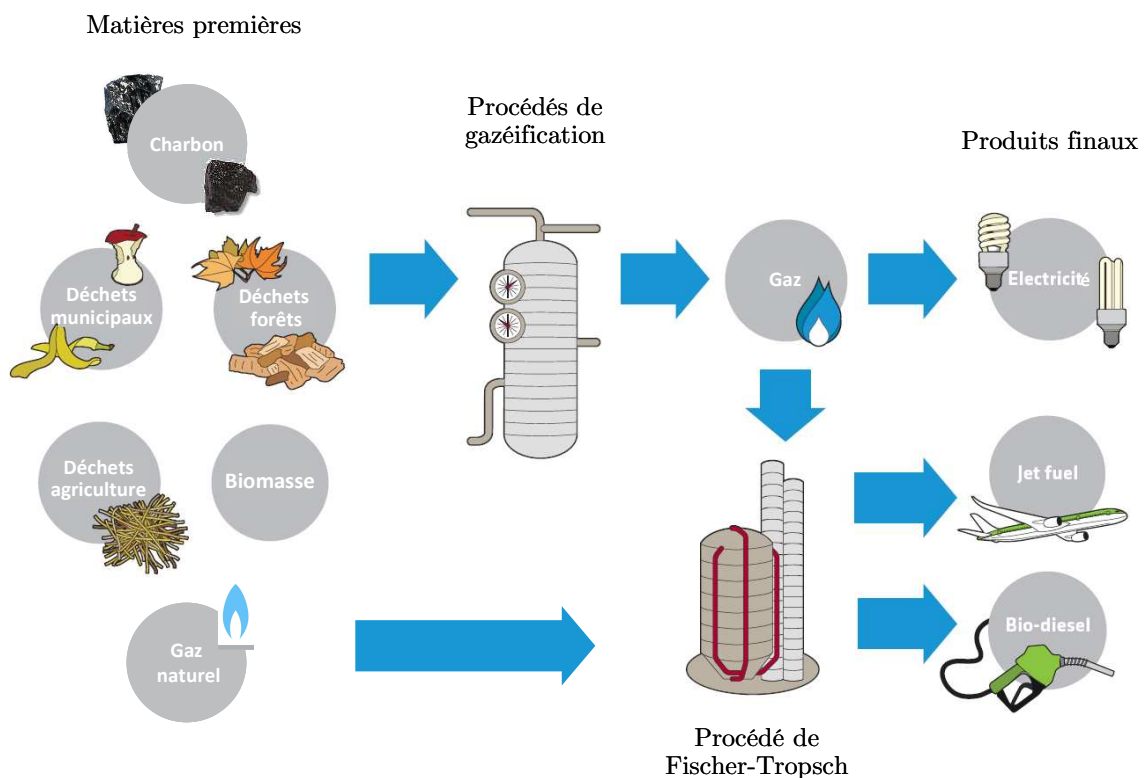 Matières premières
Charbon
Déchets
municipaux
Déchets
forêts
Déchets
agriculture
Biomasse
Gaz
naturel
Procédés de
gazéification
Gaz
Procédé de
Fischer-Tropsch
Produits finaux
Electricité
Jet fuel
Bio-diesel